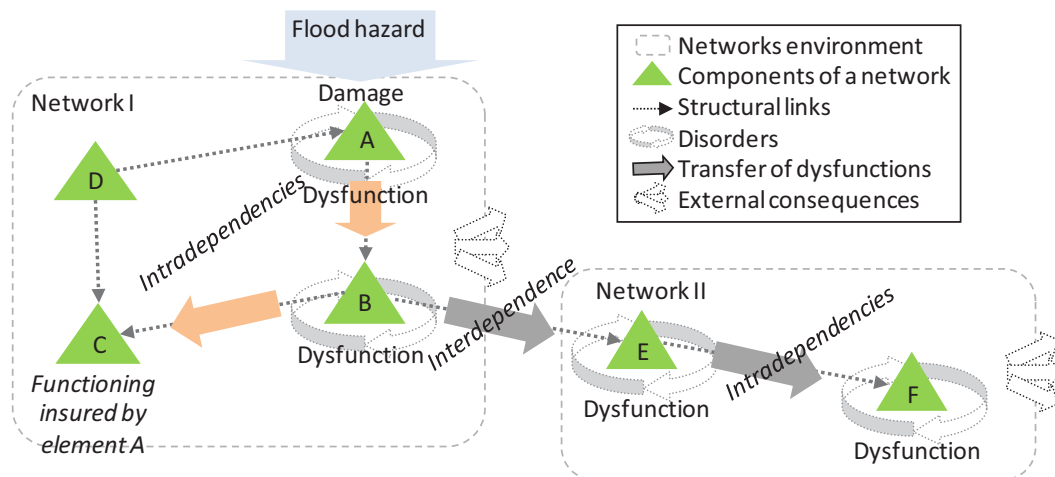 Flood hazard
Networks environment
Components of a network
Structural links
Disorders
Transfer of dysfunctions
External consequences
Network I
Damage
A
D
Dysfunction
Intradependencies
B
C
Dysfunction
Interdependence
Functioning
insured by
element A
Network II
E
Intradependencies
F
Dysfunction
Dysfunction